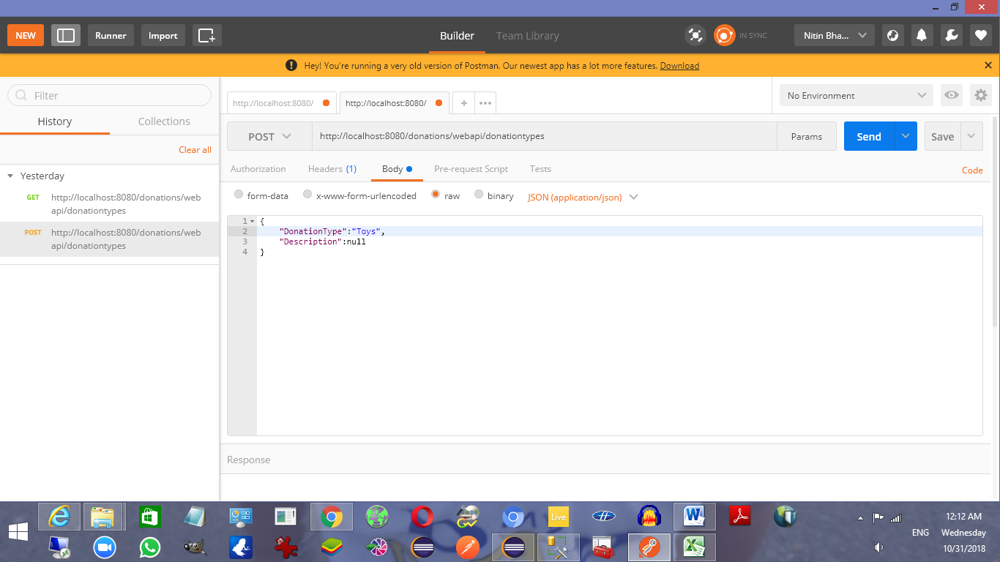 NEW
Runner
Import
Builder
Team Library
IN SYNC
Nitin Bha...
Hey! You're running a very old version of Postman. Our newest app has a lot more features. Download
Filter
History
Collections
Clear all
Yesterday
GET
http://localhost:8080/donations/web
api/donationtypes
POST
http://localhost:8080/donations/web
api/donationtypes
http://localhost:8080/
http://localhost:8080/
No Environment
POST
http://localhost:8080/donations/webapi/donationtypes
Params
Send
Save
Authorization
Headers (1)
Body
Pre-request Script
Tests
Code
form-data
x-www-form-urlencoded
raw
binary
JSON (application/json)
1 {
2 "DonationType":"Toys",
3 "Description":null
4 }
Response
Live
12:12 AM
ENG
Wednesday
10/31/2018